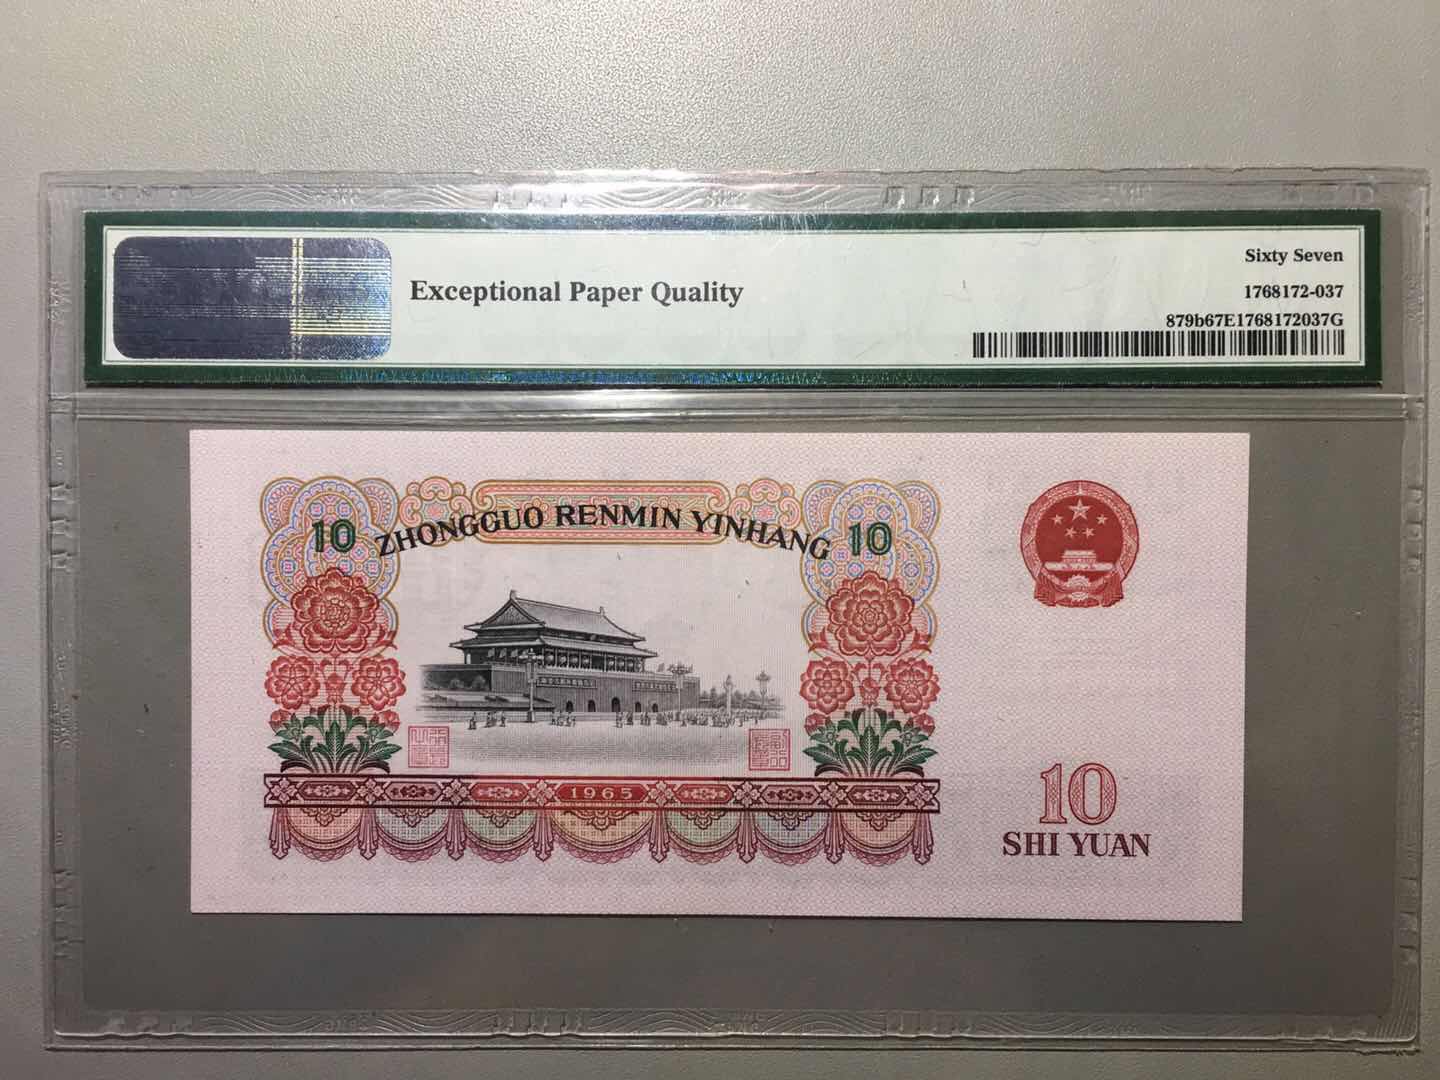 Sixty Seven
Exceptional Paper Quality
1768172-037
879b67E1768172037G
10 ZHONGGUO RENMIN YINHANG 10
1965
10
SHI YUAN